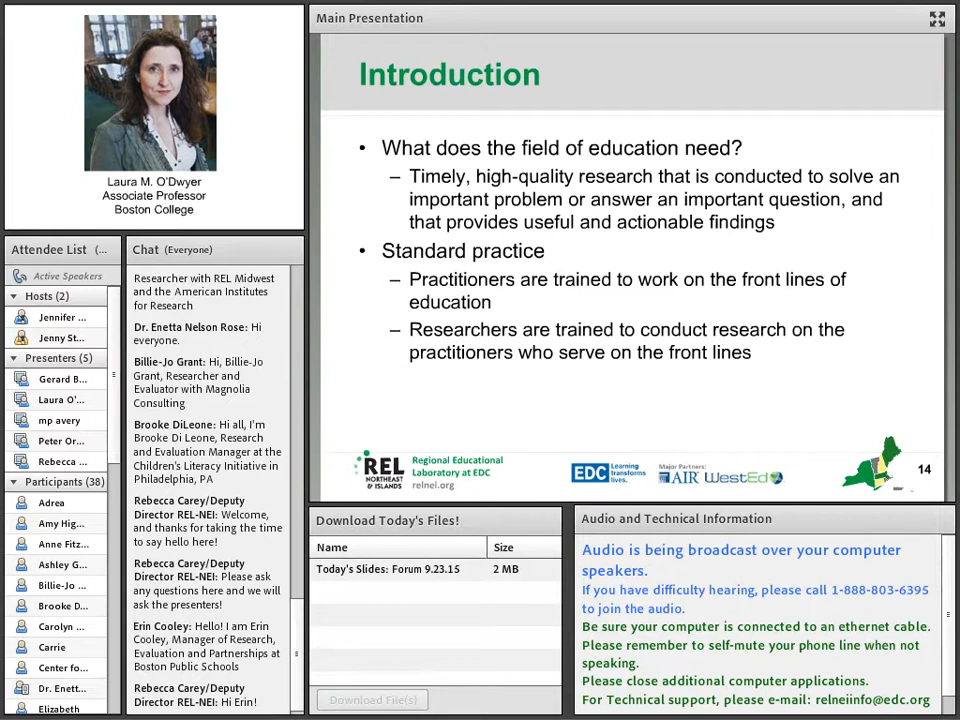 Laura M. O'Dwyer
Associate Professor
Boston College
Attendee List (...
Active Speakers
Hosts (2)
Jennifer ...
Jenny St...
Presenters (5)
Gerard B...
Laura O'...
mp avery
Peter Or...
Rebecca ...
Participants (38)
Adrea
Amy Hig...
Anne Fitz...
Ashley G...
Billie-Jo ...
Brooke D...
Carolyn ...
Carrie
Center fo...
Dr. Enett...
Elizabeth
Chat (Everyone)
Researcher with REL Midwest
and the American Institutes
for Research
Dr. Enetta Nelson Rose: Hi
everyone.
Billie-Jo Grant: Hi, Billie-Jo
Grant, Researcher and
Evaluator with Magnolia
Consulting
Brooke DiLeone: Hi all, I'm
Brooke Di Leone, Research
and Evaluation Manager at the
Children's Literacy Initiative in
Philadelphia, PA
Rebecca Carey/Deputy
Director REL-NEI: Welcome,
and thanks for taking the time
to say hello here!
Rebecca Carey/Deputy
Director REL-NEI: Please ask
any questions here and we will
ask the presenters!
Erin Cooley: Hello! I am Erin
Cooley, Manager of Research,
Evaluation and Partnerships at
Boston Public Schools
Rebecca Carey/Deputy
Director REL-NEI: Hi Erin!
Main Presentation
Introduction
• What does the field of education need?
– Timely, high-quality research that is conducted to solve an
important problem or answer an important question, and
that provides useful and actionable findings
• Standard practice
– Practitioners are trained to work on the front lines of
education
– Researchers are trained to conduct research on the
practitioners who serve on the front lines
REL
NORTHEAST
& ISLANDS
Regional Educational
Laboratory at EDC
relnei.org
EDC Learning
transforms
lives.
Major Partners:
AIR WestEd
14
Download Today's Files!
Name Size
Today's Slides: Forum 9.23.15 2 MB
Download File(s)
Audio and Technical Information
Audio is being broadcast over your computer
speakers.
If you have difficulty hearing, please call 1-888-803-6395
to join the audio.
Be sure your computer is connected to an ethernet cable.
Please remember to self-mute your phone line when not
speaking.
Please close additional computer applications.
For Technical support, please e-mail: relneiinfo@edc.org